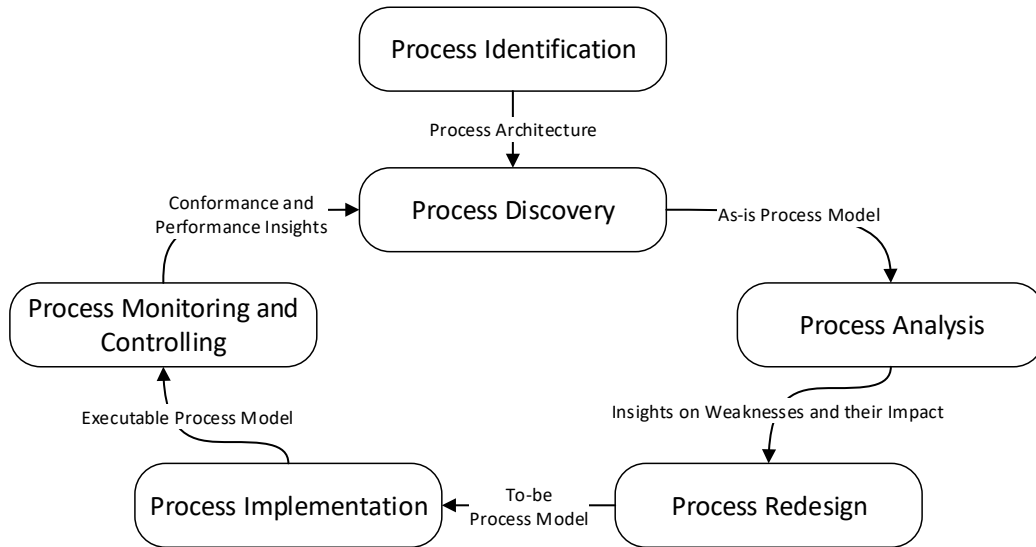 Process Identification
Process Architecture
Process Discovery
Conformance and
Performance Insights
As-is Process Model
Process Monitoring and
Controlling
Process Analysis
Executable Process Model
Insights on Weaknesses and their Impact
Process Implementation
To-be
Process Model
Process Redesign